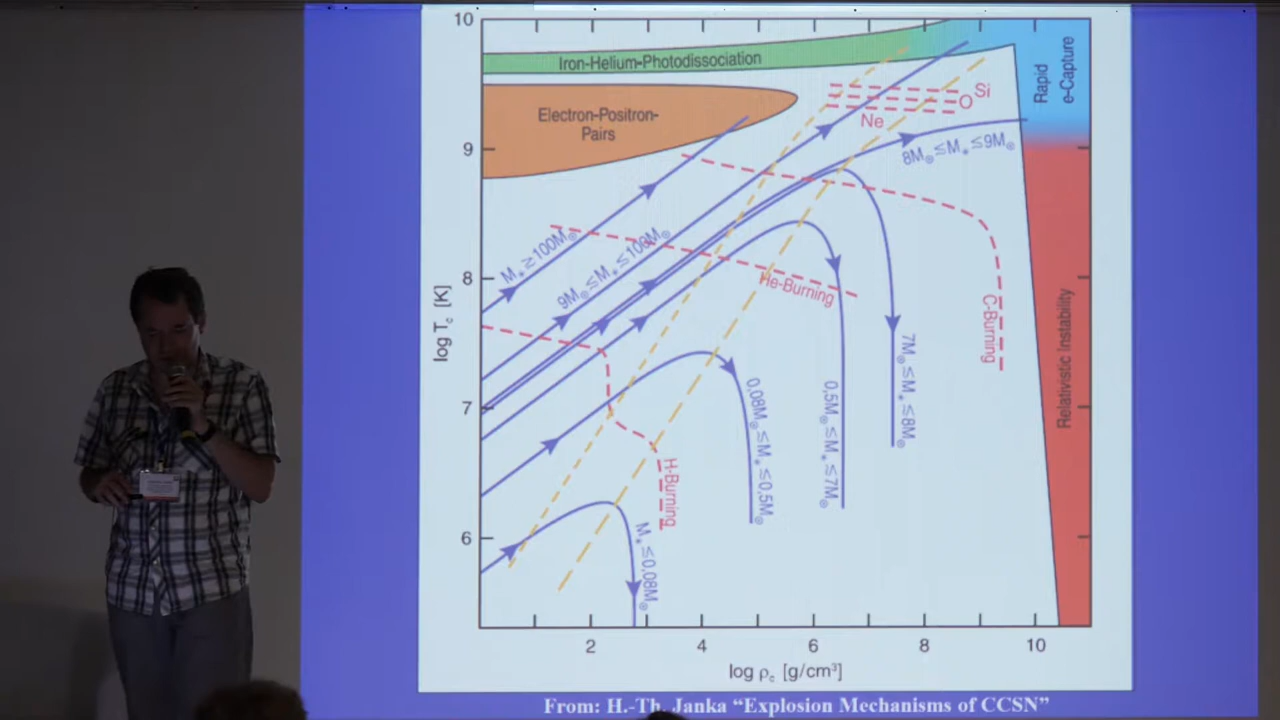 10
9
8
7
6
log T_c [K]
Iron-Helium-Photodissociation
Electron-Positron-
Pairs
Rapid
e-Capture
Si
O
Ne
8M⊙≤M*≤9M⊙
M*≥100M⊙
9M⊙≤M*≤100M⊙
He-Burning
C-Burning
Relativistic Instability
7M⊙≤M*≤8M⊙
0,5M⊙≤M*≤7M⊙
0,08M⊙≤M*≤0,5M⊙
H-Burning
M*≤0,08M⊙
2 4 6 8 10
log ρ_c [g/cm³]
From: H.-Th. Janka “Explosion Mechanisms of CCSN”